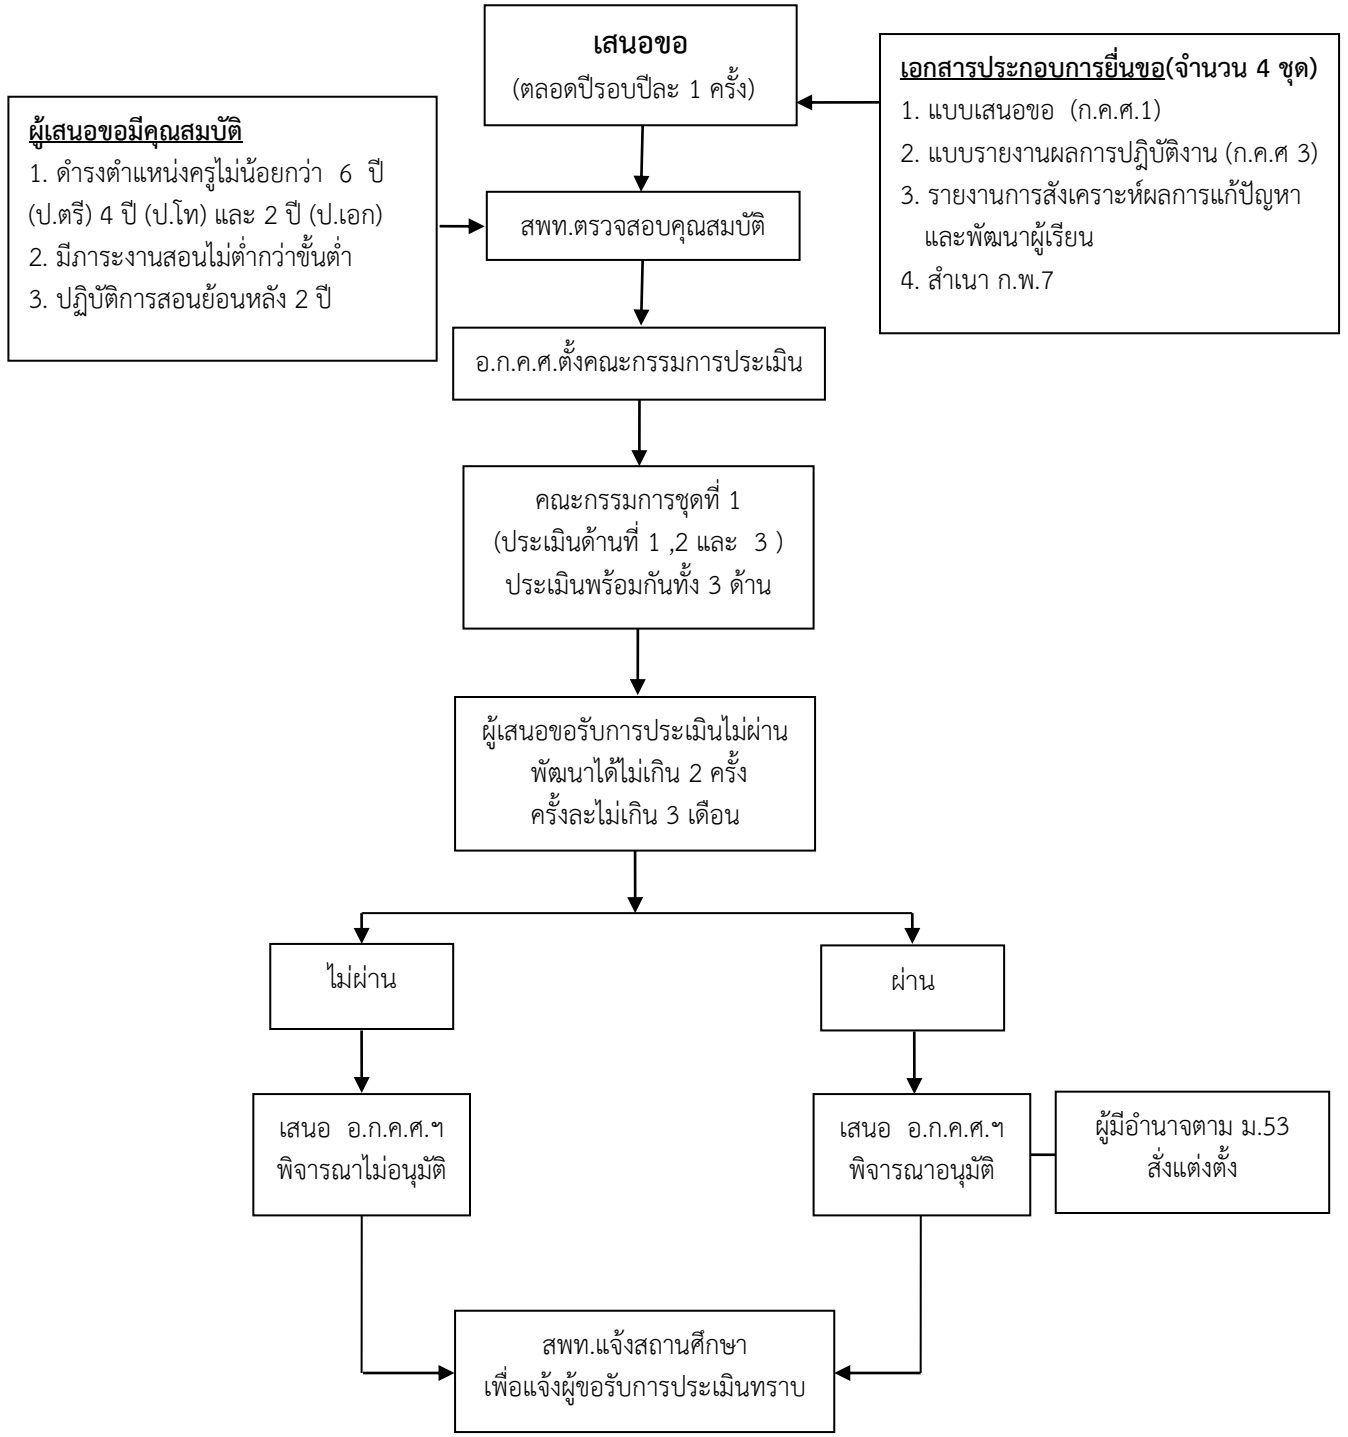 เสนอขอ
(ตลอดปีรอบปีละ 1 ครั้ง)
เอกสารประกอบการยื่นขอ(จำนวน 4 ชุด)
1. แบบเสนอขอ (ก.ค.ศ.1)
2. แบบรายงานผลการปฎิบัติงาน (ก.ค.ศ 3)
3. รายงานการสังเคราะห์ผลการแก้ปัญหา
และพัฒนาผู้เรียน
4. สำเนา ก.พ.7
ผู้เสนอขอมีคุณสมบัติ
1. ดำรงตำแหน่งครูไม่น้อยกว่า 6 ปี
(ป.ตรี) 4 ปี (ป.โท) และ 2 ปี (ป.เอก)
2. มีภาระงานสอนไม่ต่ำกว่าขั้นต่ำ
3. ปฏิบัติการสอนย้อนหลัง 2 ปี
สพท.ตรวจสอบคุณสมบัติ
อ.ก.ค.ศ.ตั้งคณะกรรมการประเมิน
คณะกรรมการชุดที่ 1
(ประเมินด้านที่ 1 ,2 และ 3 )
ประเมินพร้อมกันทั้ง 3 ด้าน
ผู้เสนอขอรับการประเมินไม่ผ่าน
พัฒนาได้ไม่เกิน 2 ครั้ง
ครั้งละไม่เกิน 3 เดือน
ไม่ผ่าน
ผ่าน
เสนอ อ.ก.ค.ศ.ฯ
พิจารณาไม่อนุมัติ
เสนอ อ.ก.ค.ศ.ฯ
พิจารณาอนุมัติ
ผู้มีอำนาจตาม ม.53
สั่งแต่งตั้ง
สพท.แจ้งสถานศึกษา
เพื่อแจ้งผู้ขอรับการประเมินทราบ